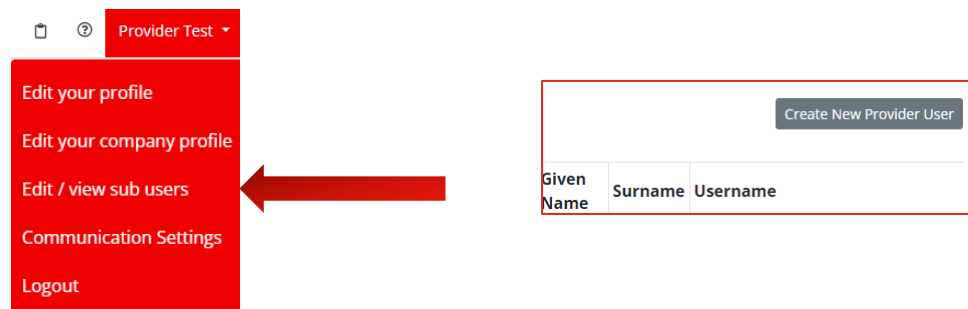 Provider Test
Edit your profile
Edit your company profile
Edit / view sub users
Communication Settings
Logout
Create New Provider User
Given
Name
Surname
Username